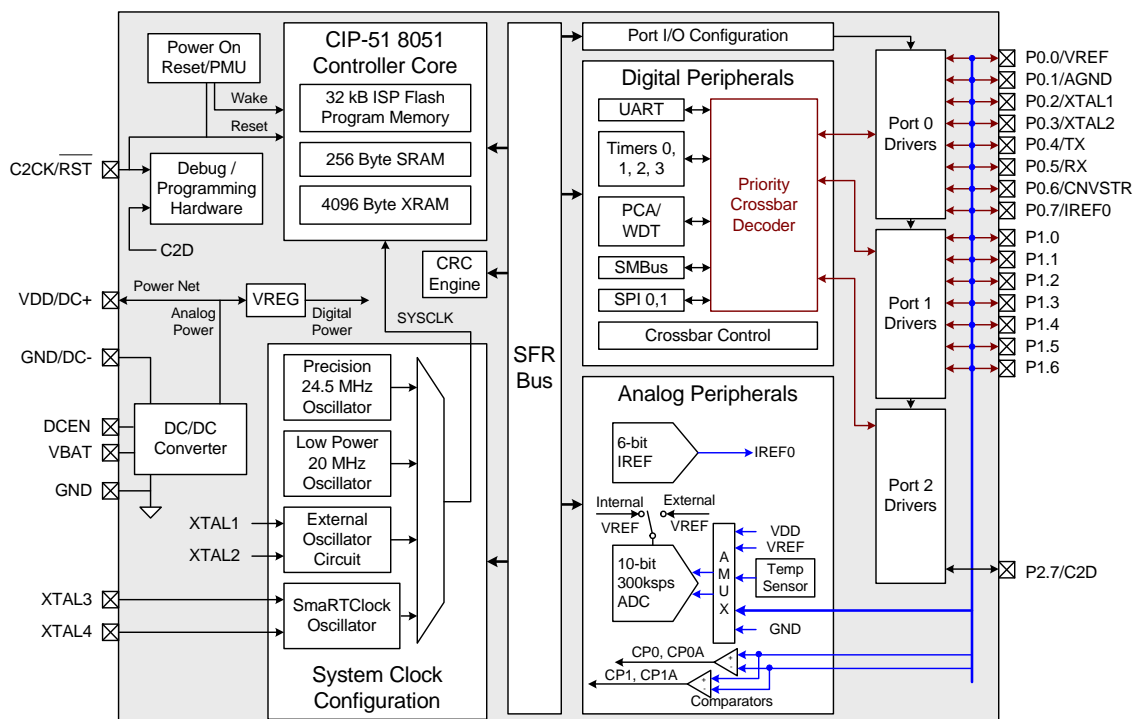 Power On
Reset/PMU
Wake
Reset
C2CK/RST
Debug /
Programming
Hardware
C2D
CIP-51 8051
Controller Core
32 kB ISP Flash
Program Memory
256 Byte SRAM
4096 Byte XRAM
CRC
Engine
VDD/DC+
Power Net
VREG
Analog
Power
Digital
Power
SYSCLK
GND/DC-
DCEN
VBAT
GND
DC/DC
Converter
Precision
24.5 MHz
Oscillator
Low Power
20 MHz
Oscillator
XTAL1
XTAL2
External
Oscillator
Circuit
XTAL3
XTAL4
SmaRTClock
Oscillator
System Clock
Configuration
SFR
Bus
Port I/O Configuration
Digital Peripherals
UART
Timers 0,
1, 2, 3
PCA/
WDT
SMBus
SPI 0,1
Priority
Crossbar
Decoder
Crossbar Control
Analog Peripherals
6-bit
IREF
IREF0
Internal
VREF
External
VREF
10-bit
300ksps
ADC
A
M
U
X
VDD
VREF
Temp
Sensor
GND
CP0, CP0A
+
-
CP1, CP1A
+
-
Comparators
Port 0
Drivers
Port 1
Drivers
Port 2
Drivers
P0.0/VREF
P0.1/AGND
P0.2/XTAL1
P0.3/XTAL2
P0.4/TX
P0.5/RX
P0.6/CNVSTR
P0.7/IREF0
P1.0
P1.1
P1.2
P1.3
P1.4
P1.5
P1.6
P2.7/C2D